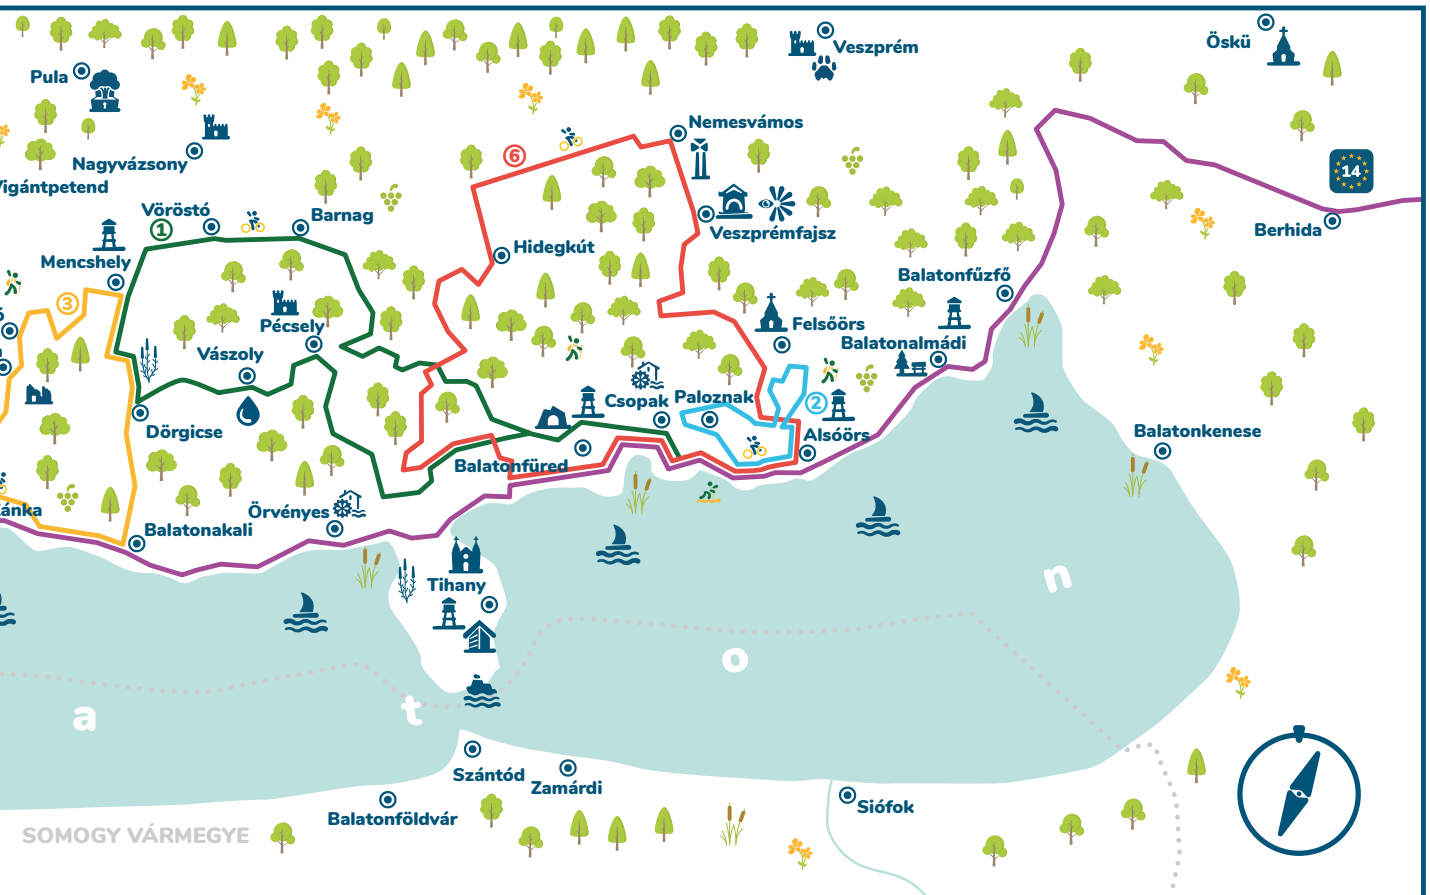 Öskü
Veszprém
Pula
Nemesvámos
Nagyvázsony
6
14
Vigántpetend
Vöröstó
Barnag
1
Berhida
Veszprémfajsz
Hidegkút
Mencshely
Balatonfűzfő
3
Pécsely
Felsőörs
Balatonalmádi
Vászoly
Csopak
Paloznak
2
Dörgicse
Alsóörs
Balatonkenese
Balatonfüred
Örvényes
Balatonakali
Tihany
n
o
a
t
Szántód
Zamárdi
Balatonföldvár
Siófok
SOMOGY VÁRMEGYE